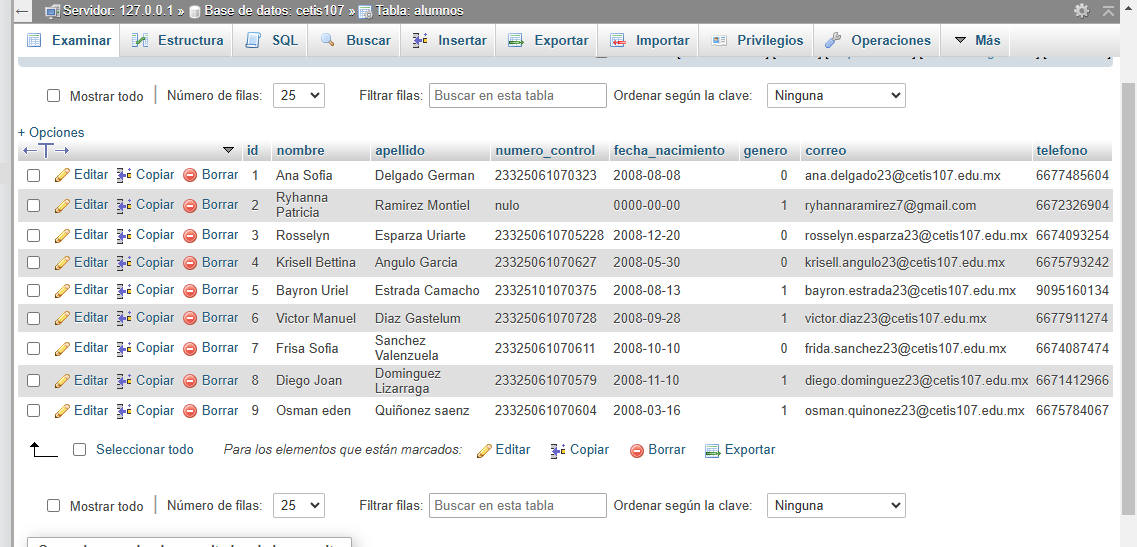 Servidor: 127.0.0.1 » Base de datos: cetis107 » Tabla: alumnos
Examinar Estructura SQL Buscar Insertar Exportar Importar Privilegios Operaciones Más
Mostrar todo Número de filas: 25 Filtrar filas: Buscar en esta tabla Ordenar según la clave: Ninguna
+ Opciones
←T→ id nombre apellido numero_control fecha_nacimiento genero correo telefono
Editar Copiar Borrar 1 Ana Sofia Delgado German 23325061070323 2008-08-08 0 ana.delgado23@cetis107.edu.mx 6677485604
Editar Copiar Borrar 2 Ryhanna Patricia Ramirez Montiel nulo 0000-00-00 1 ryhannaramirez7@gmail.com 6672326904
Editar Copiar Borrar 3 Rosselyn Esparza Uriarte 233250610705228 2008-12-20 0 rosselyn.esparza23@cetis107.edu.mx 6674093254
Editar Copiar Borrar 4 Krisell Bettina Angulo Garcia 23325061070627 2008-05-30 0 krisell.angulo23@cetis107.edu.mx 6675793242
Editar Copiar Borrar 5 Bayron Uriel Estrada Camacho 23325101070375 2008-08-13 1 bayron.estrada23@cetis107.edu.mx 9095160134
Editar Copiar Borrar 6 Victor Manuel Diaz Gastelum 23325061070728 2008-09-28 1 victor.diaz23@cetis107.edu.mx 6677911274
Editar Copiar Borrar 7 Frisa Sofia Sanchez Valenzuela 23325061070611 2008-10-10 0 frida.sanchez23@cetis107.edu.mx 6674087474
Editar Copiar Borrar 8 Diego Joan Dominguez Lizarraga 23325061070579 2008-11-10 1 diego.dominguez23@cetis107.edu.mx 6671412966
Editar Copiar Borrar 9 Osman eden Quiñonez saenz 23325061070604 2008-03-16 1 osman.quinonez23@cetis107.edu.mx 6675784067
Seleccionar todo Para los elementos que están marcados: Editar Copiar Borrar Exportar
Mostrar todo Número de filas: 25 Filtrar filas: Buscar en esta tabla Ordenar según la clave: Ninguna